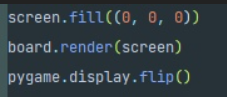 screen.fill((0, 0, 0))
board.render(screen)
pygame.display.flip()